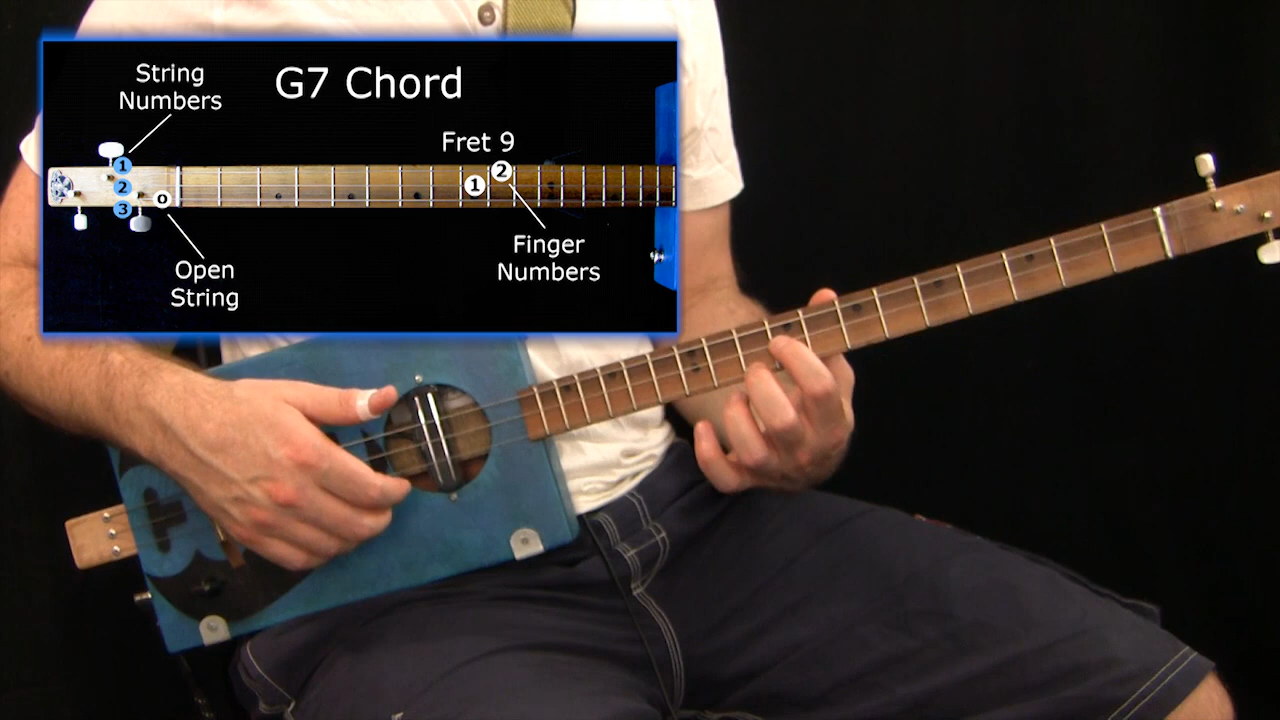 String
Numbers
G7 Chord
Fret 9
1
2
3
o
1
2
Open
String
Finger
Numbers